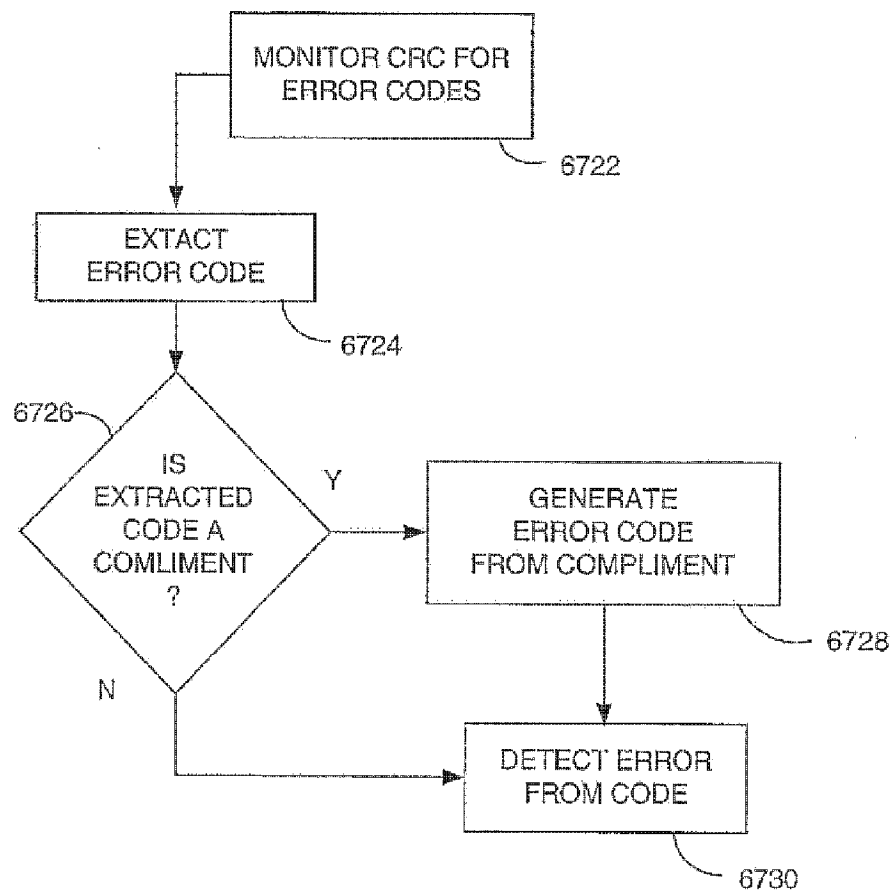 MONITOR CRC FOR
ERROR CODES
6722
EXTACT
ERROR CODE
6724
6726
IS
EXTRACTED
CODE A
COMLIMENT
?
Y
N
GENERATE
ERROR CODE
FROM COMPLIMENT
6728
DETECT ERROR
FROM CODE
6730